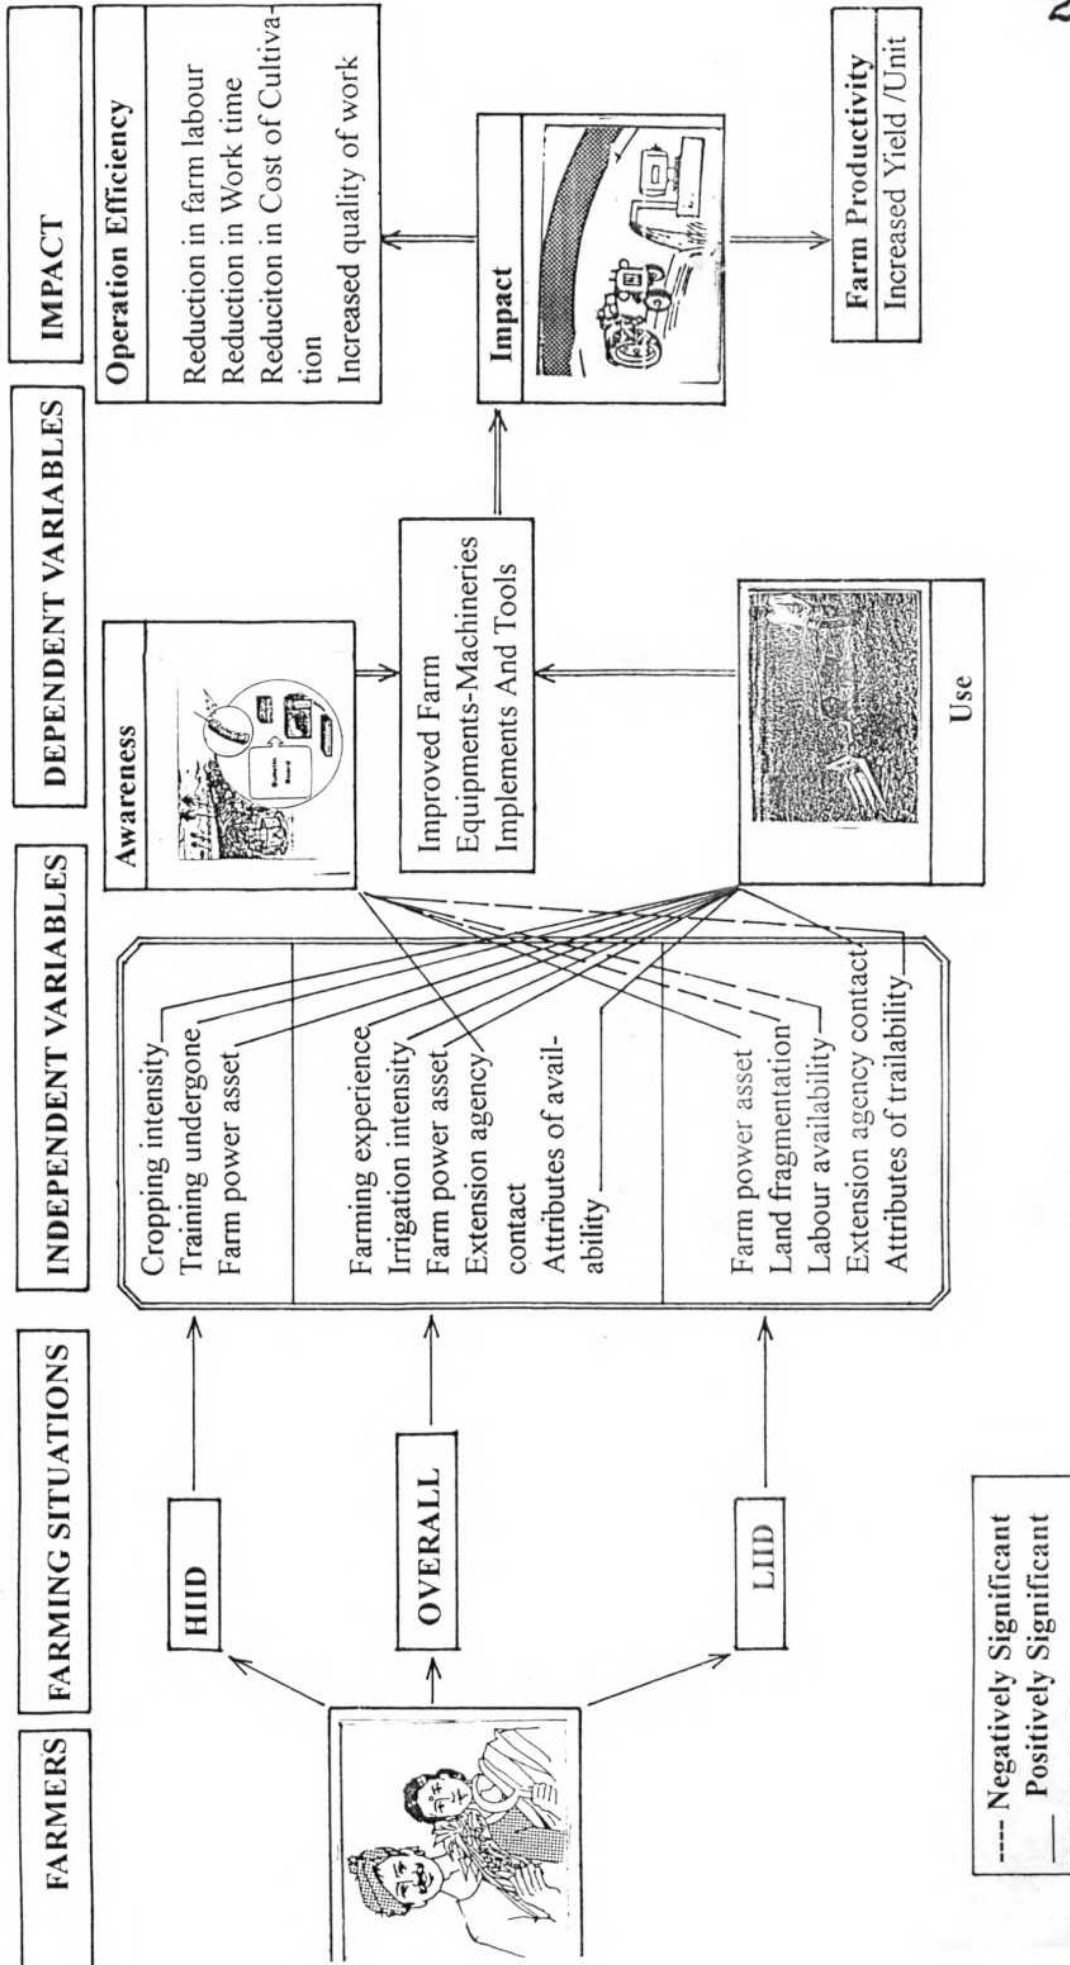 FARMERS
FARMING SITUATIONS
INDEPENDENT VARIABLES
DEPENDENT VARIABLES
IMPACT
HIID
OVERALL
LIID
Cropping intensity
Training undergone
Farm power asset
Farming experience
Irrigation intensity
Farm power asset
Extension agency
contact
Attributes of avail-
ability
Farm power asset
Land fragmentation
Labour availability
Extension agency contact
Attributes of trailability
Awareness
Bulletin
Board
Improved Farm
Equipments-Machineries
Implements And Tools
Use
Operation Efficiency
Reduction in farm labour
Reduction in Work time
Reduciton in Cost of Cultiva-
tion
Increased quality of work
Impact
Farm Productivity
Increased Yield /Unit
---- Negatively Significant
— Positively Significant